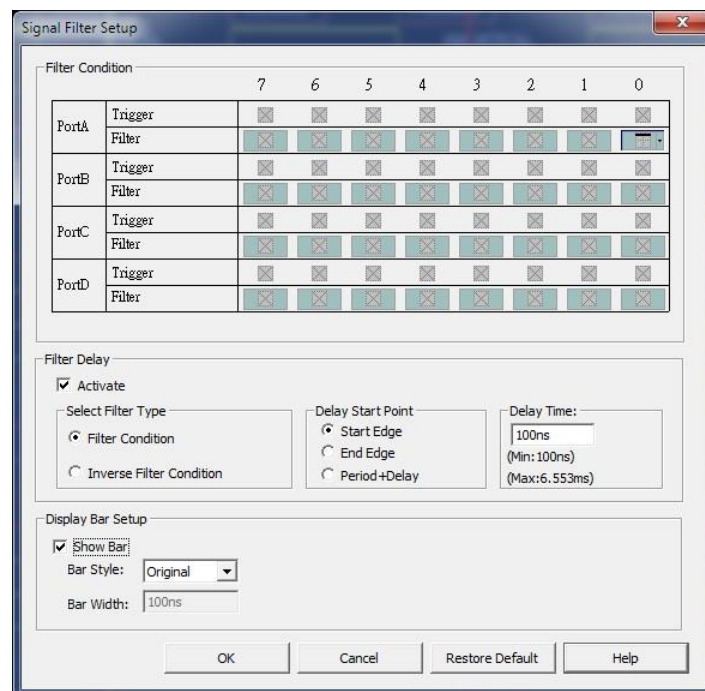 Signal Filter Setup
Filter Condition
7 6 5 4 3 2 1 0
PortA Trigger
Filter
PortB Trigger
Filter
PortC Trigger
Filter
PortD Trigger
Filter
Filter Delay
Activate
Select Filter Type
Filter Condition
Inverse Filter Condition
Delay Start Point
Start Edge
End Edge
Period+Delay
Delay Time:
100ns
(Min:100ns)
(Max:6.553ms)
Display Bar Setup
Show Bar
Bar Style: Original
Bar Width: 100ns
OK Cancel Restore Default Help